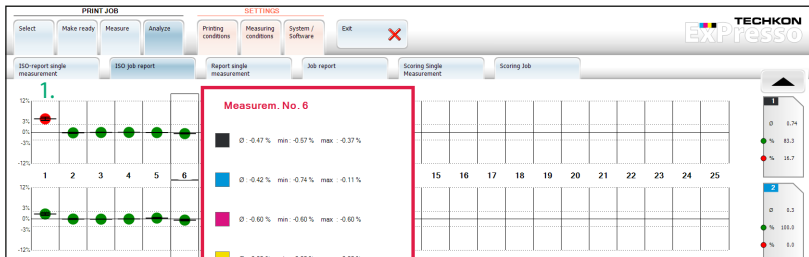 PRINT JOB
SETTINGS
Select
Make ready
Measure
Analyze
Printing conditions
Measuring conditions
System / Software
Exit
TECHKON
ExPresso
ISO-report single measurement
ISO job report
Report single measurement
Job report
Scoring Single Measurement
Scoring Job
1.
12%
3%
0%
-3%
-12%
1 2 3 4 5 6 15 16 17 18 19 20 21 22 23 24 25
12%
3%
0%
-3%
-12%
Measurem. No. 6
Ø : -0.47 % min : -0.57 % max : -0.37 %
Ø : -0.42 % min : -0.74 % max : -0.11 %
Ø : -0.60 % min : -0.60 % max : -0.60 %
1
Ø 0.74
% 83.3
% 16.7
2
Ø 0.3
% 100.0
% 0.0